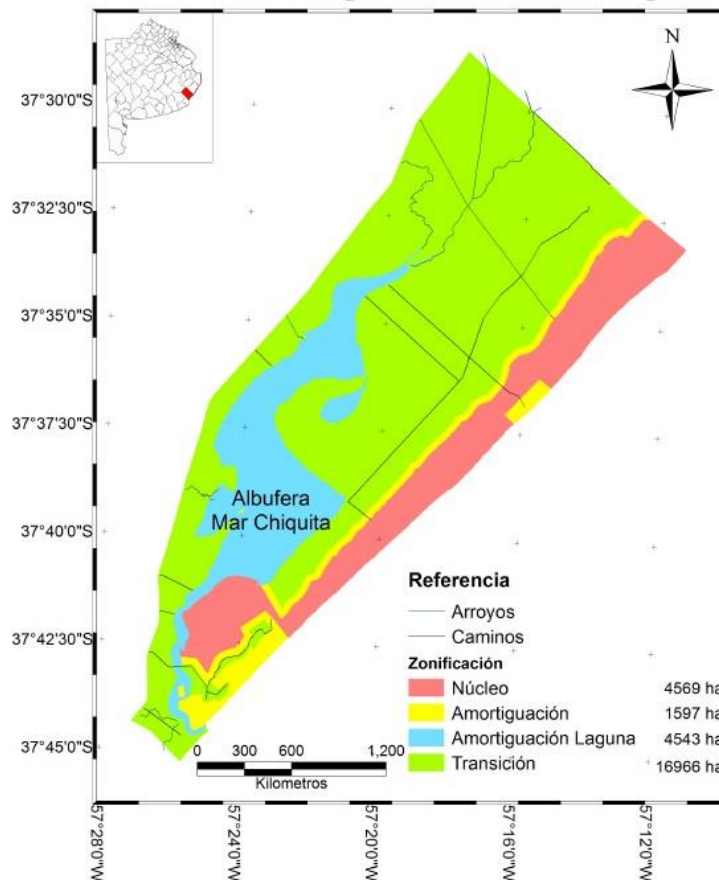 N
37°30'0"S
37°32'30"S
37°35'0"S
37°37'30"S
37°40'0"S
37°42'30"S
37°45'0"S
Albufera
Mar Chiquita
Referencia
Arroyos
Caminos
Zonificación
Núcleo 4569 ha
Amortiguación 1597 ha
Amortiguación Laguna 4543 ha
Transición 16966 ha
0 300 600 1,200
Kilometros
57°28'0"W
57°24'0"W
57°20'0"W
57°16'0"W
57°12'0"W